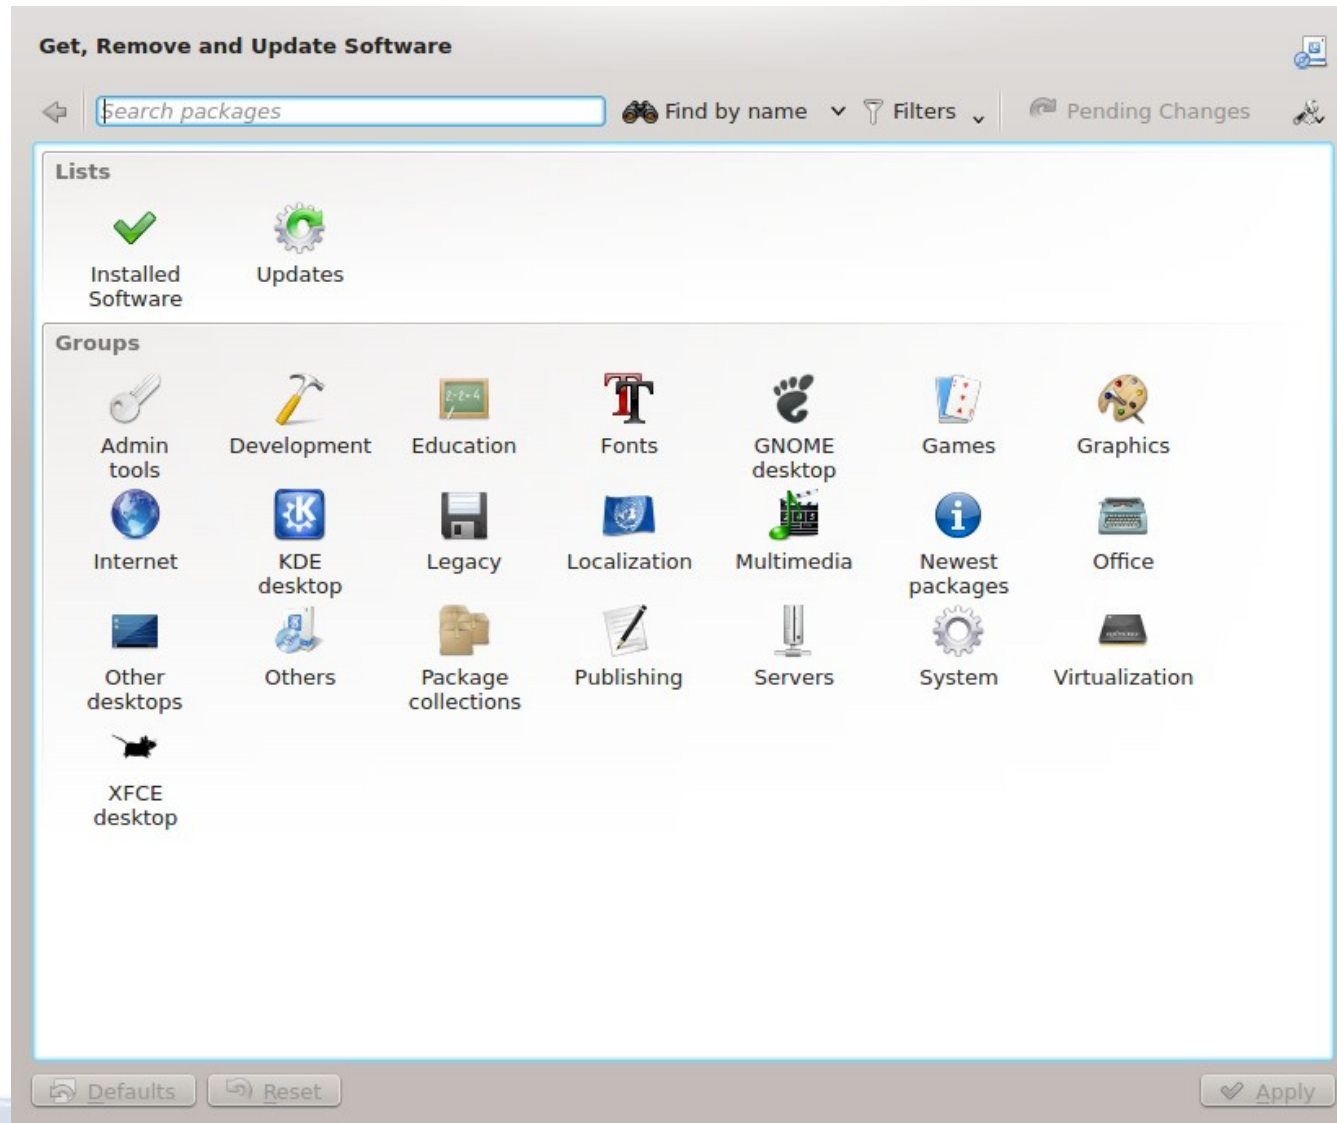 Get, Remove and Update Software
Search packages
Find by name
Filters
Pending Changes
Lists
Installed Software
Updates
Groups
Admin tools
Development
Education
Fonts
GNOME desktop
Games
Graphics
Internet
KDE desktop
Legacy
Localization
Multimedia
Newest packages
Office
Other desktops
Others
Package collections
Publishing
Servers
System
Virtualization
XFCE desktop
Defaults
Reset
Apply